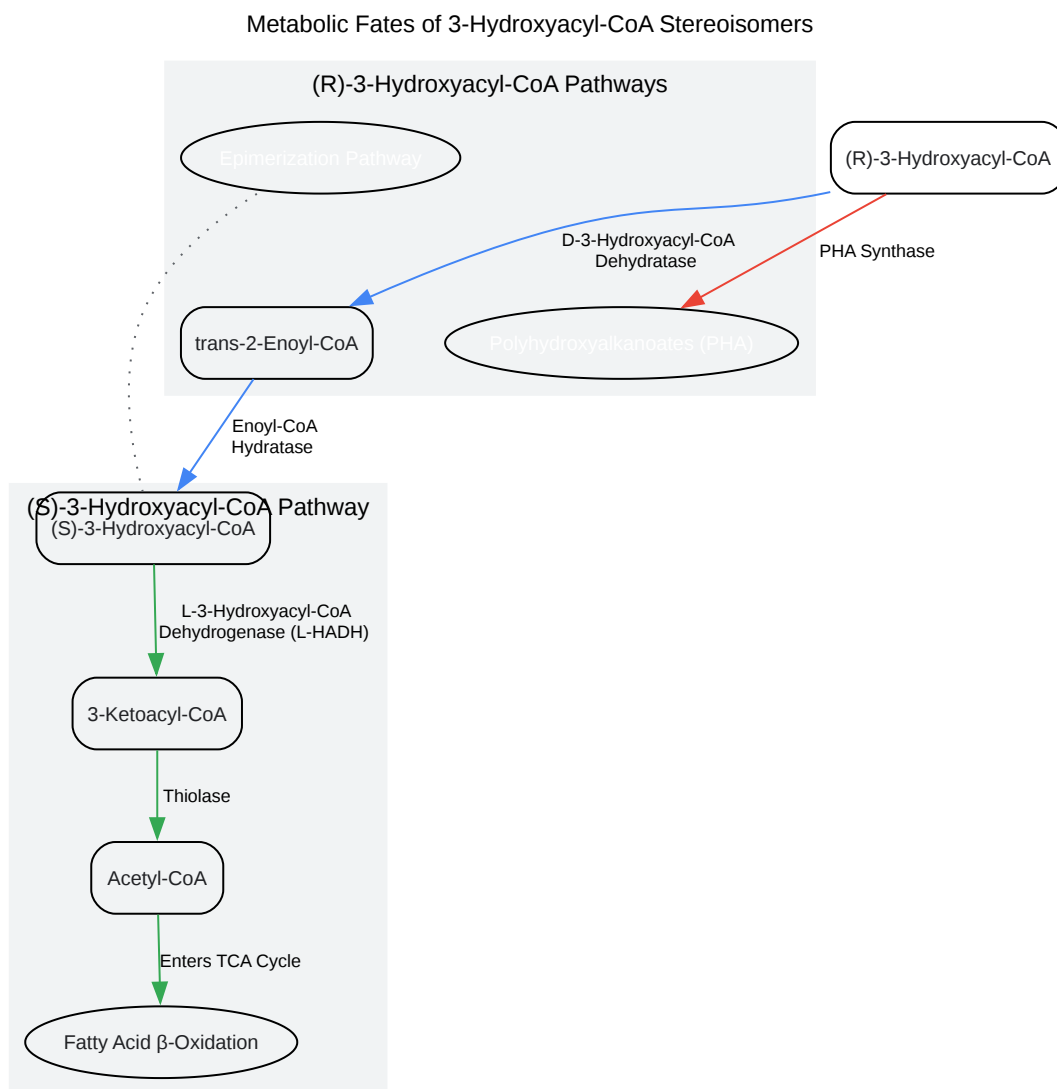 Metabolic Fates of 3-Hydroxyacyl-CoA Stereoisomers
(R)-3-Hydroxyacyl-CoA Pathways
Epimerization Pathway
(R)-3-Hydroxyacyl-CoA
D-3-Hydroxyacyl-CoA
Dehydratase
PHA Synthase
trans-2-Enoyl-CoA
Polyhydroxyalkanoates (PHA)
Enoyl-CoA
Hydratase
(S)-3-Hydroxyacyl-CoA Pathway
(S)-3-Hydroxyacyl-CoA
L-3-Hydroxyacyl-CoA
Dehydrogenase (L-HADH)
3-Ketoacyl-CoA
Thiolase
Acetyl-CoA
Enters TCA Cycle
Fatty Acid β-Oxidation